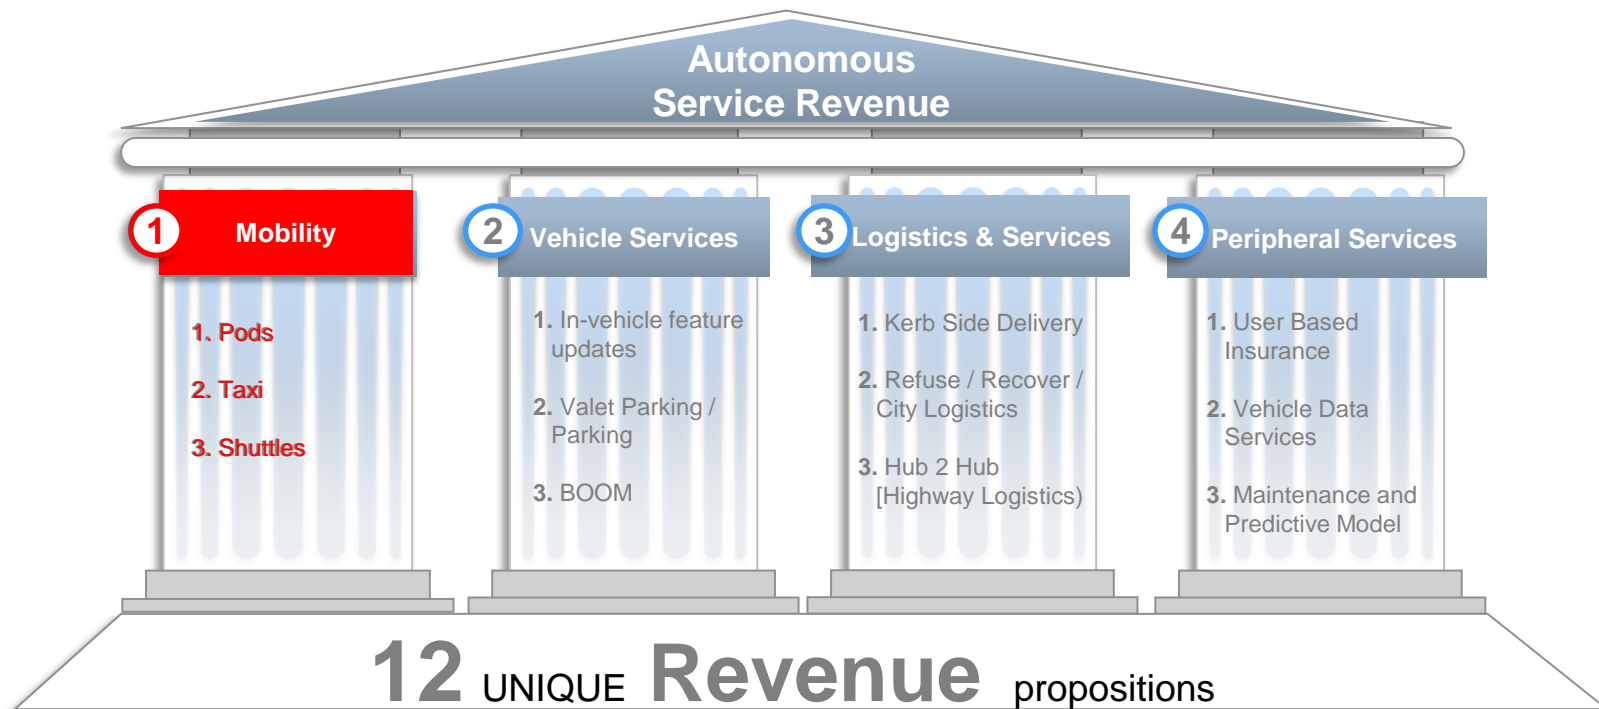 Autonomous
Service Revenue
1
Mobility
1. Pods
2. Taxi
3. Shuttles
2
Vehicle Services
1. In-vehicle feature
updates
2. Valet Parking /
Parking
3. BOOM
3
Logistics & Services
1. Kerb Side Delivery
2. Refuse / Recover /
City Logistics
3. Hub 2 Hub
[Highway Logistics)
4
Peripheral Services
1. User Based
Insurance
2. Vehicle Data
Services
3. Maintenance and
Predictive Model
12 UNIQUE Revenue propositions